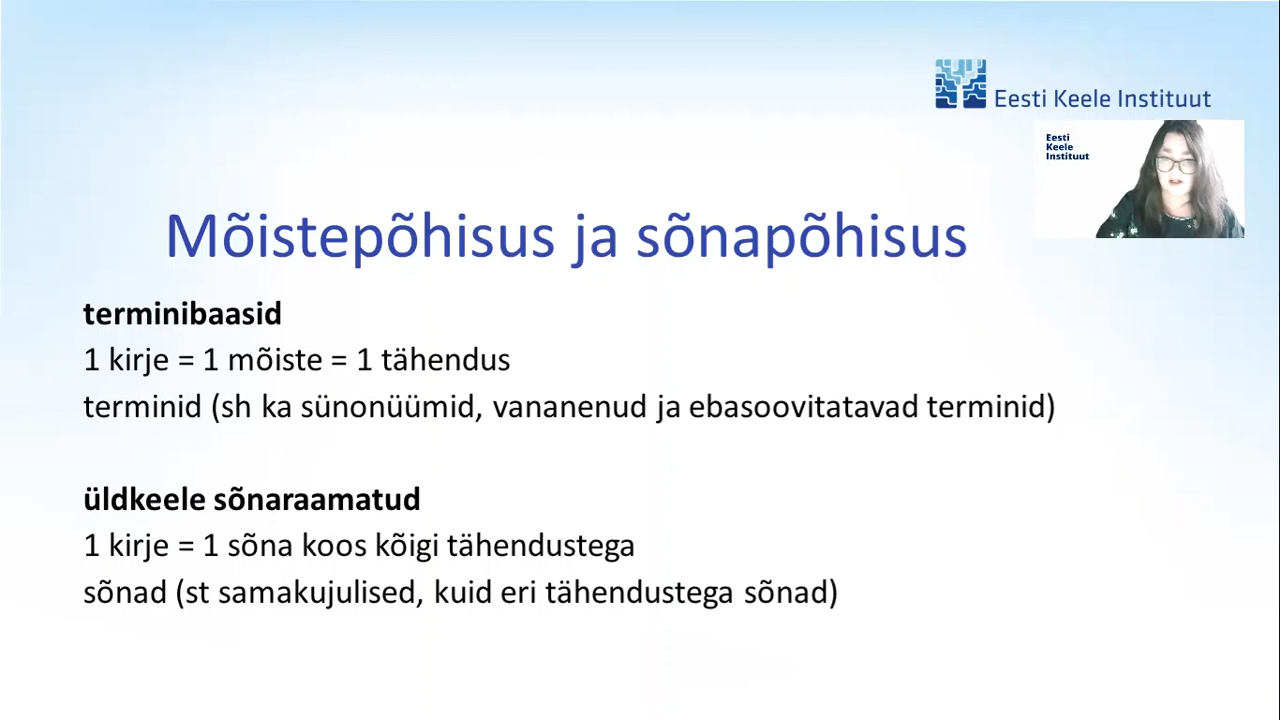 Eesti Keele Instituut
Eesti
Keele
Instituut
Mõistepõhisus ja sõnapõhisus
terminibaasid
1 kirje = 1 mõiste = 1 tähendus
terminid (sh ka sünonüümid, vananenud ja ebasoovitatavad terminid)
üldkeele sõnaraamatud
1 kirje = 1 sõna koos kõigi tähendustega
sõnad (st samakujulised, kuid eri tähendustega sõnad)